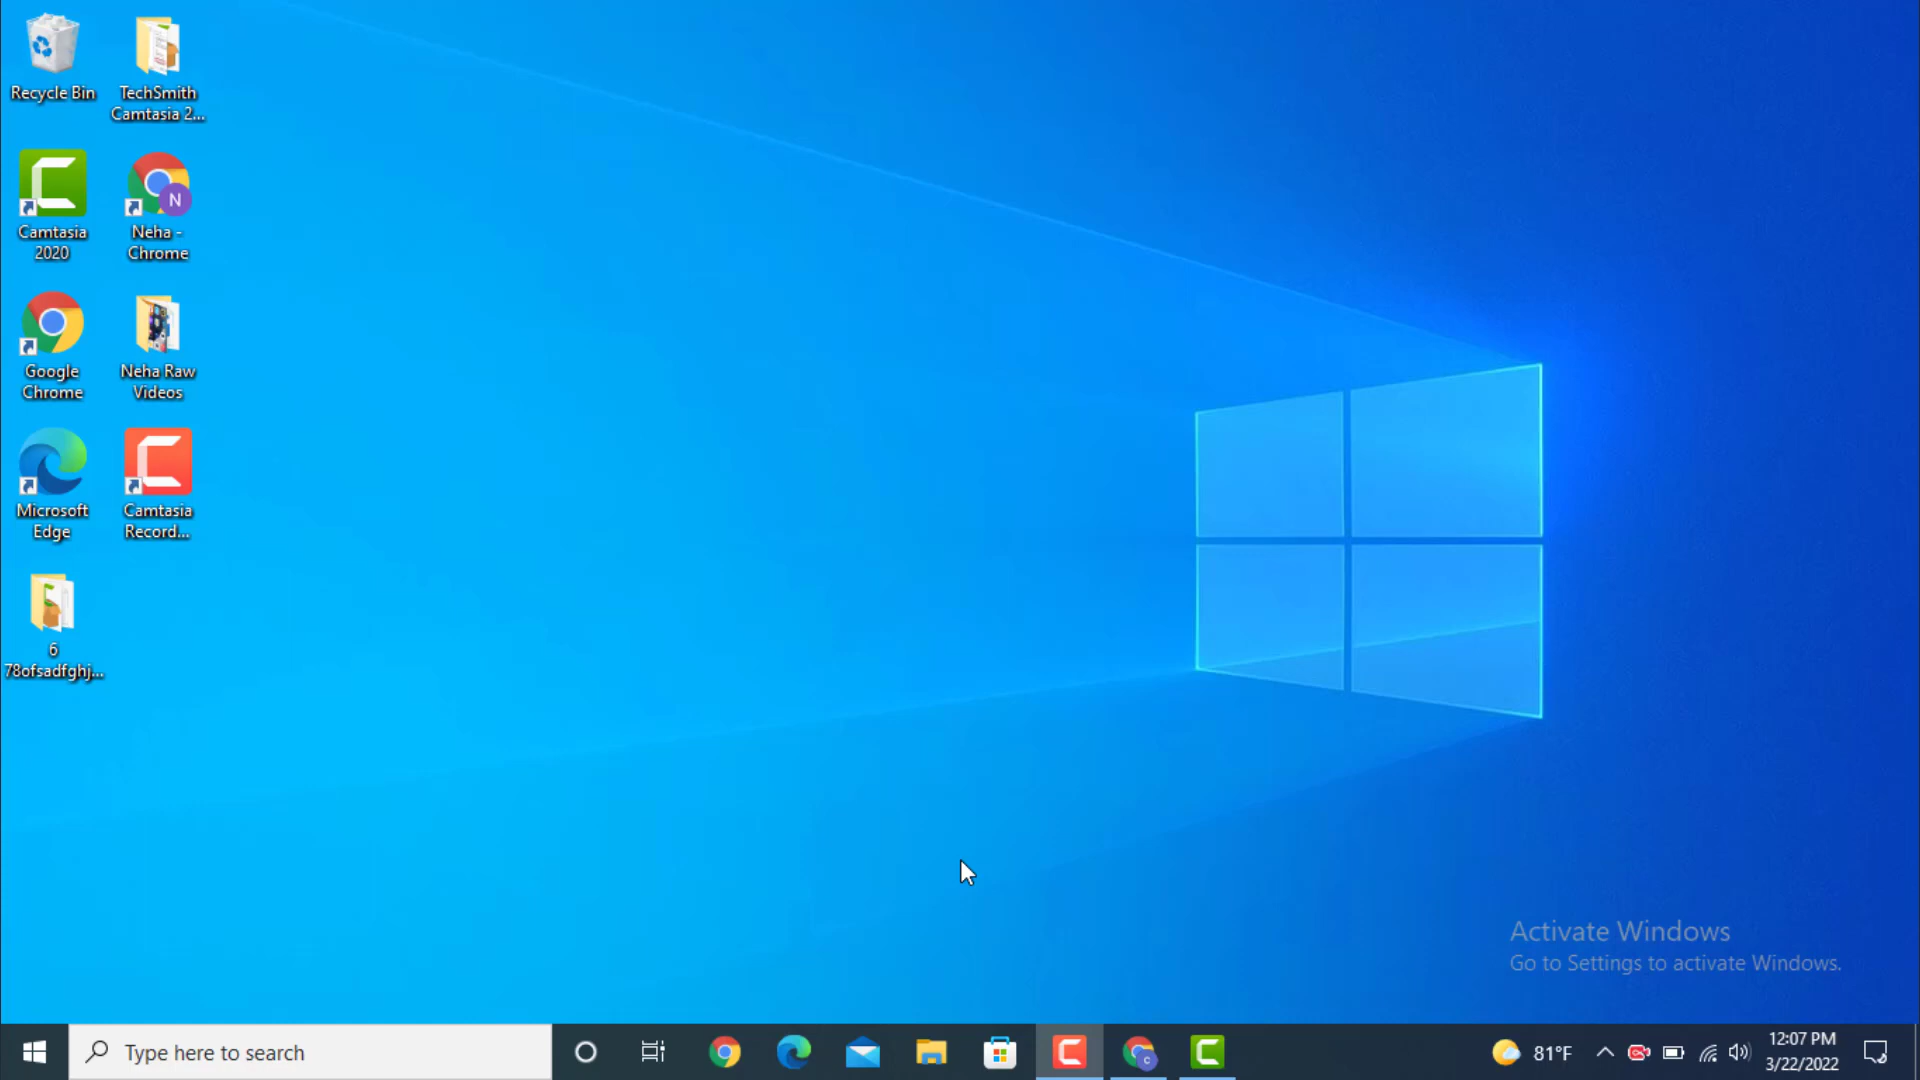 Recycle Bin
TechSmith
Camtasia 2...
Camtasia
2020
N
Neha -
Chrome
Google
Chrome
Neha Raw
Videos
Microsoft
Edge
Camtasia
Record...
6
78ofsadfghj...
Activate Windows
Go to Settings to activate Windows.
Type here to search
C
81°F
12:07 PM
3/22/2022